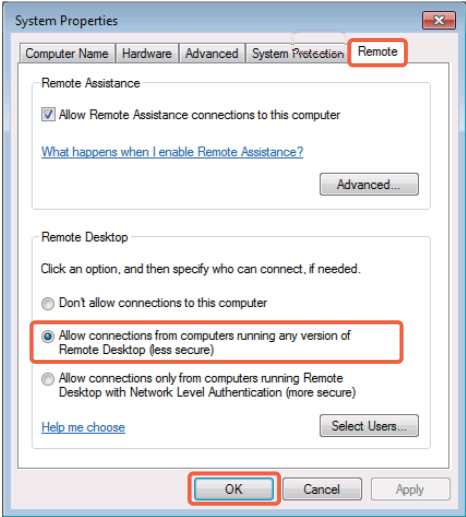 System Properties
Computer Name Hardware Advanced System Protection Remote
Remote Assistance
Allow Remote Assistance connections to this computer
What happens when I enable Remote Assistance?
Advanced...
Remote Desktop
Click an option, and then specify who can connect, if needed.
Don't allow connections to this computer
Allow connections from computers running any version of
Remote Desktop (less secure)
Allow connections only from computers running Remote
Desktop with Network Level Authentication (more secure)
Help me choose
Select Users...
OK Cancel Apply